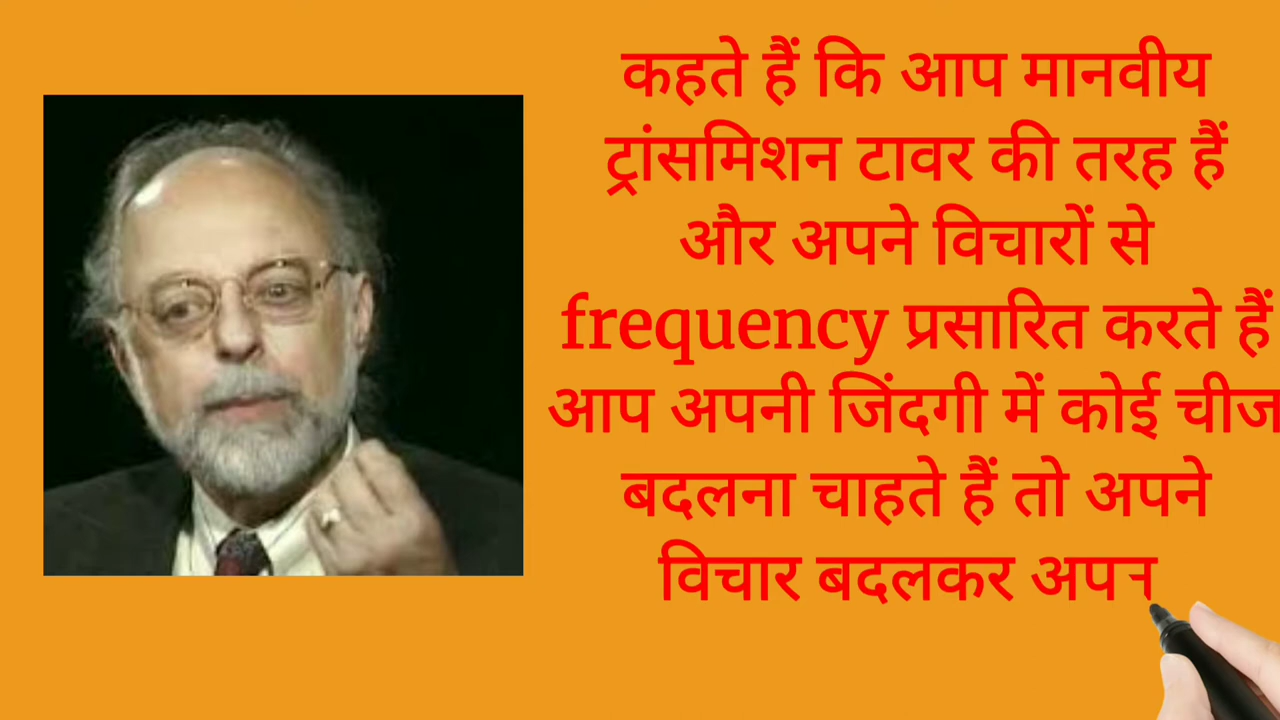 कहते हैं कि आप मानवीय
ट्रांसमिशन टावर की तरह हैं
और अपने विचारों से
frequency प्रसारित करते हैं
आप अपनी जिंदगी में कोई चीज
बदलना चाहते हैं तो अपने
विचार बदलकर